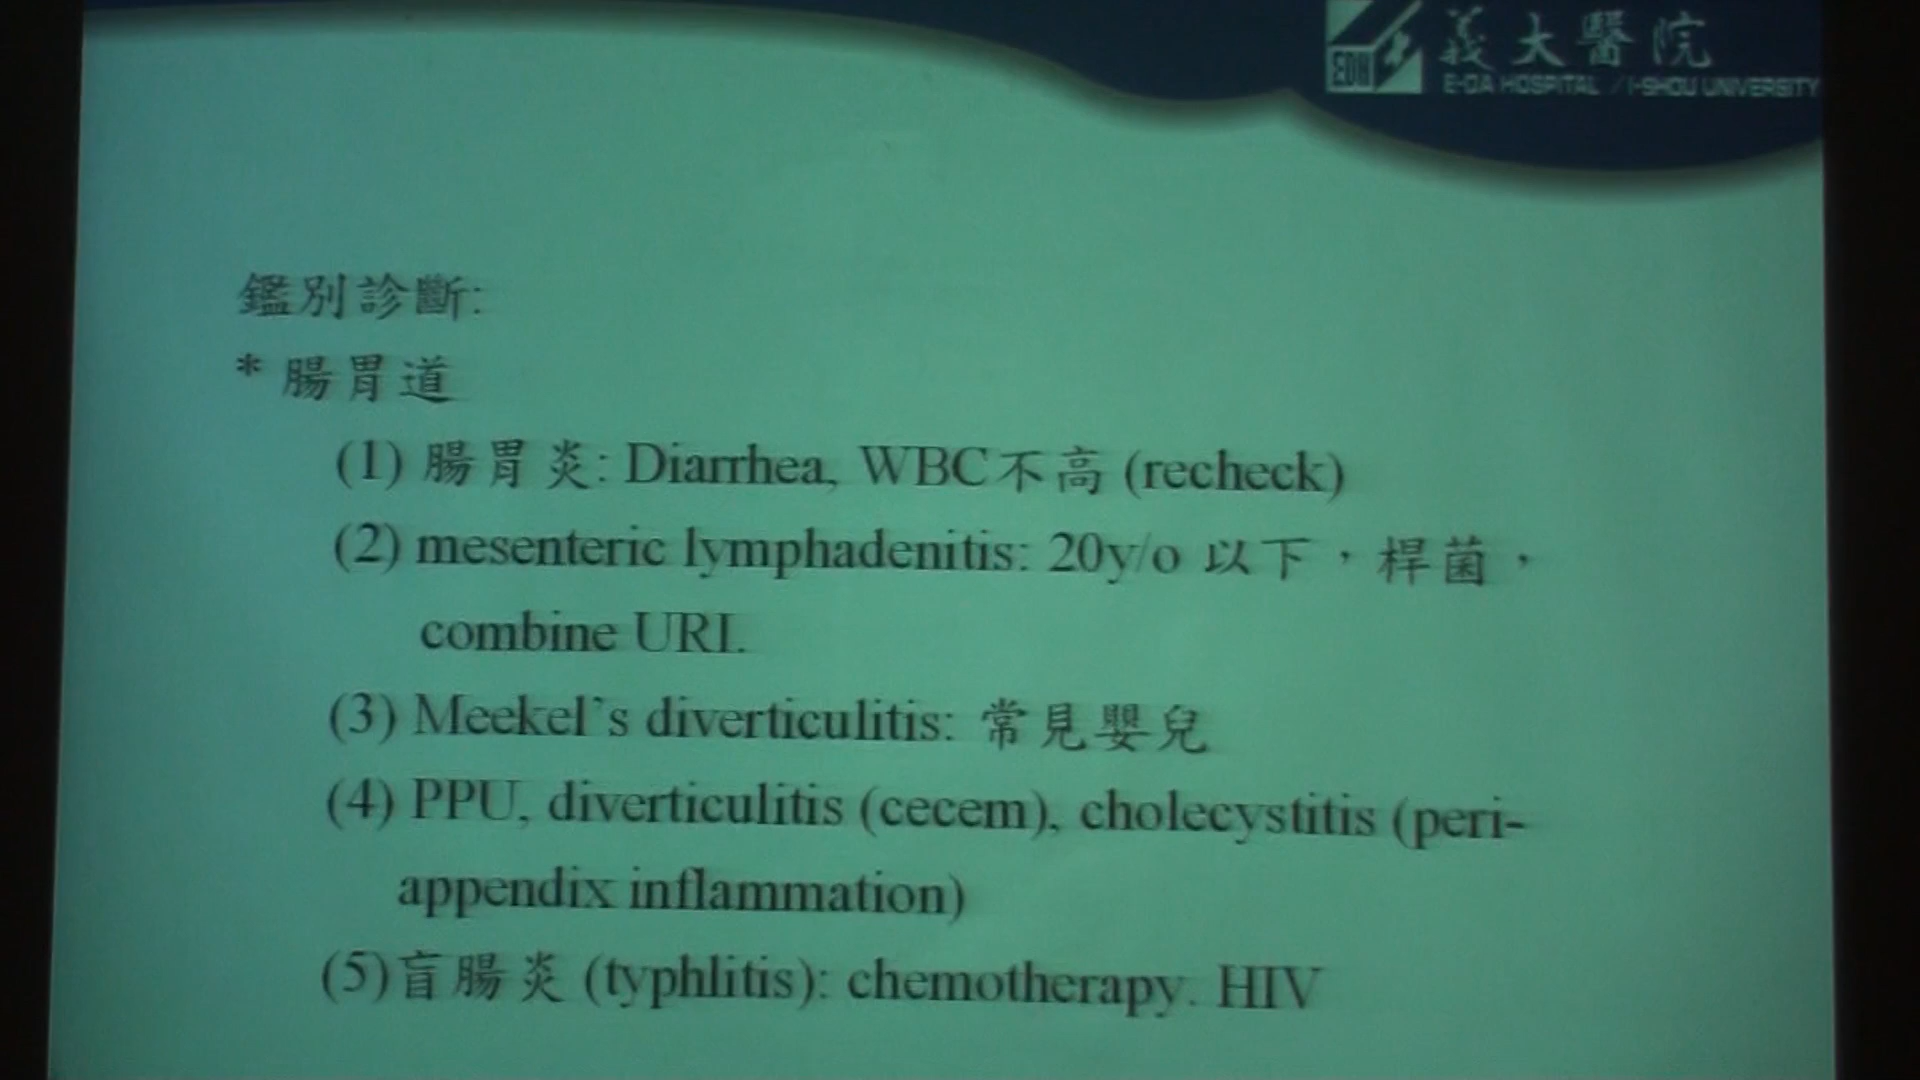 義大醫院
EDH
E-DA HOSPITAL / I-SHOU UNIVERSITY
鑑別診斷:
* 腸胃道
(1) 腸胃炎: Diarrhea, WBC不高 (recheck)
(2) mesenteric lymphadenitis: 20y/o 以下，桿菌，
combine URI.
(3) Meekel's diverticulitis: 常見嬰兒
(4) PPU, diverticulitis (cecem), cholecystitis (peri-
appendix inflammation)
(5)盲腸炎 (typhlitis): chemotherapy. HIV